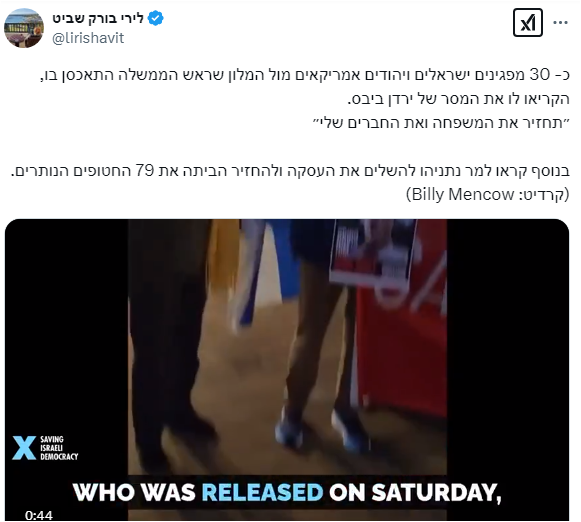 לירי בורק שביט
@lirishavit
כ- 30 מפגינים ישראלים ויהודים אמריקאים מול המלון שראש הממשלה התאכסן בו,
הקריאו לו את המסר של ירדן ביבס.
״תחזיר את המשפחה ואת החברים שלי״
בנוסף קראו למר נתניהו להשלים את העסקה ולהחזיר הביתה את 79 החטופים הנותרים.
(קרדיט: Billy Mencow)
SAVING
ISRAELI
DEMOCRACY
WHO WAS RELEASED ON SATURDAY,
0:44